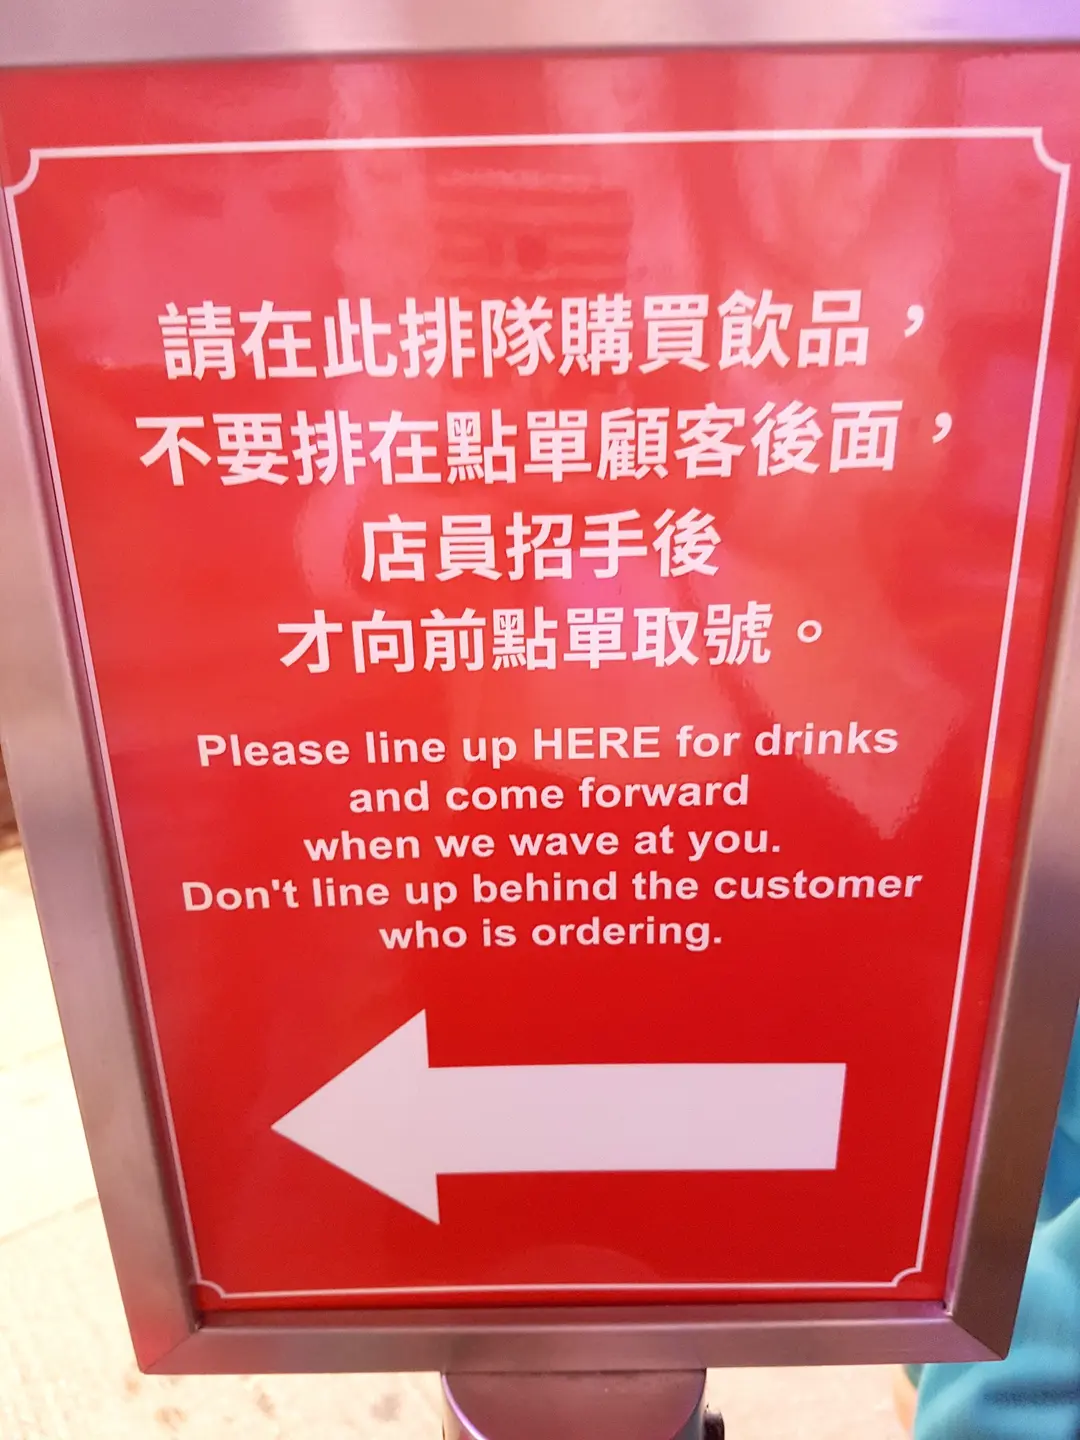 請在此排隊購買飲品，
不要排在點單顧客後面，
店員招手後
才向前點單取號。
Please line up HERE for drinks
and come forward
when we wave at you.
Don't line up behind the customer
who is ordering.